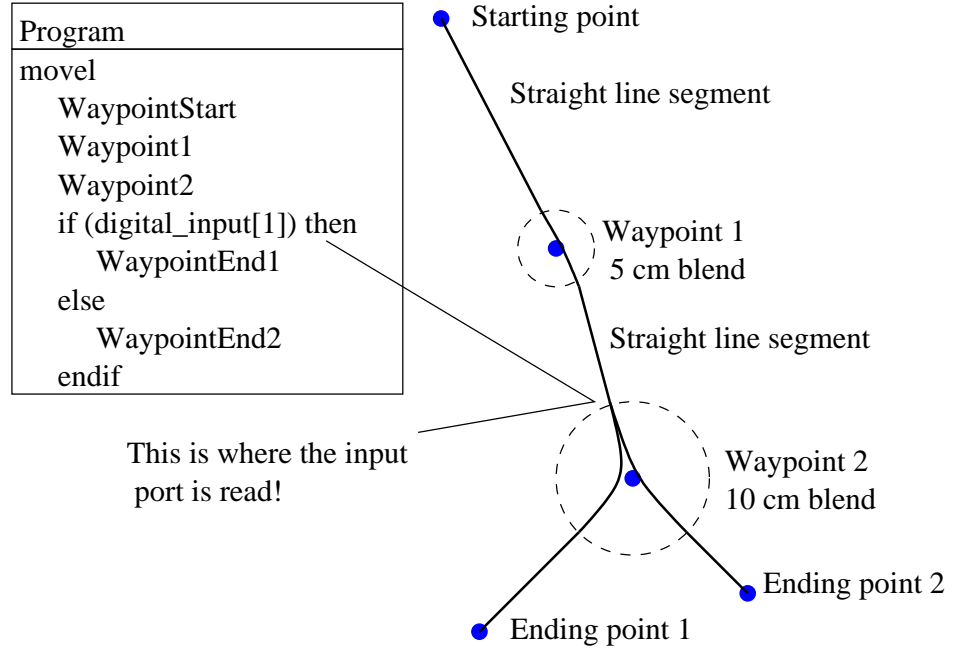 Program
movel
WaypointStart
Waypoint1
Waypoint2
if (digital_input[1]) then
WaypointEnd1
else
WaypointEnd2
endif
This is where the input
port is read!
Starting point
Straight line segment
Waypoint 1
5 cm blend
Straight line segment
Waypoint 2
10 cm blend
Ending point 2
Ending point 1